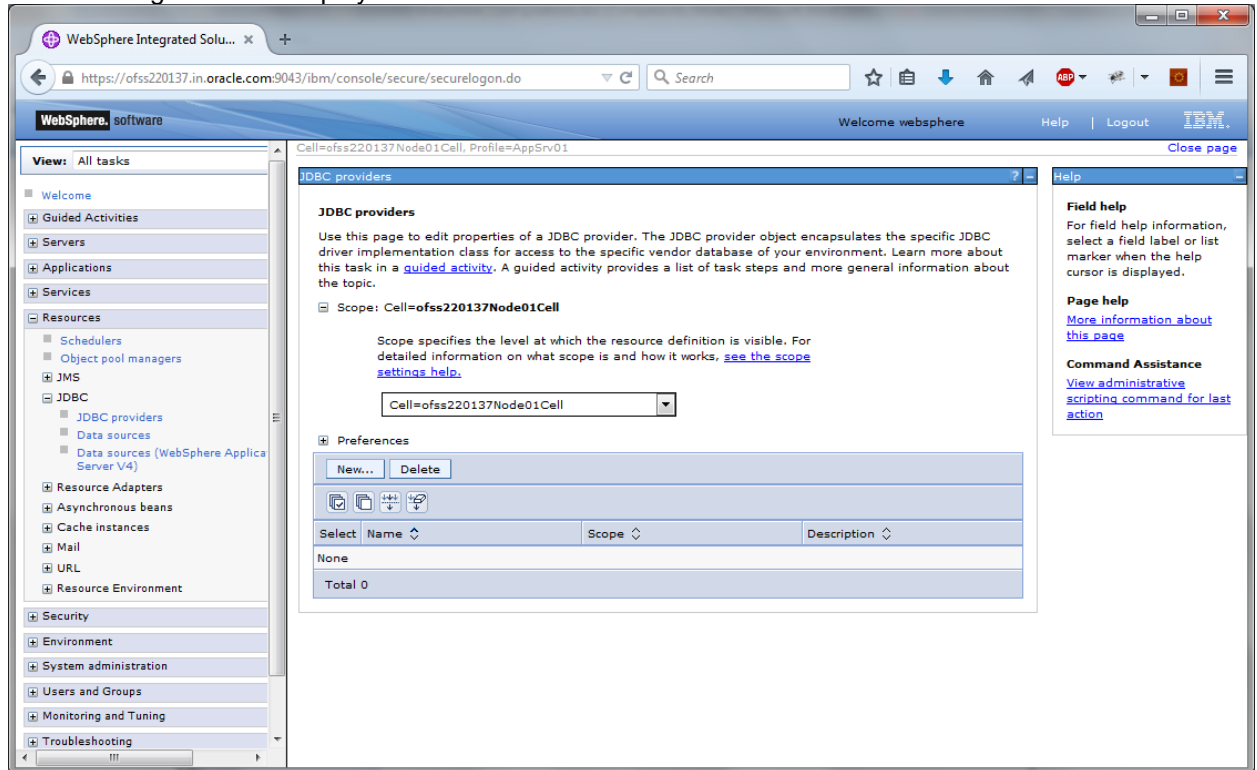 WebSphere Integrated Solu... ×
https://ofss220137.in.oracle.com:9043/ibm/console/secure/securelogon.do
Search
ABP
WebSphere. software
Welcome websphere
Help | Logout
IBM.
View: All tasks
Welcome
Guided Activities
Servers
Applications
Services
Resources
Schedulers
Object pool managers
JMS
JDBC
JDBC providers
Data sources
Data sources (WebSphere Applica
Server V4)
Resource Adapters
Asynchronous beans
Cache instances
Mail
URL
Resource Environment
Security
Environment
System administration
Users and Groups
Monitoring and Tuning
Troubleshooting
Cell=ofss220137Node01Cell, Profile=AppSrv01
Close page
JDBC providers
? –
JDBC providers
Use this page to edit properties of a JDBC provider. The JDBC provider object encapsulates the specific JDBC
driver implementation class for access to the specific vendor database of your environment. Learn more about
this task in a guided activity. A guided activity provides a list of task steps and more general information about
the topic.
Scope: Cell=ofss220137Node01Cell
Scope specifies the level at which the resource definition is visible. For
detailed information on what scope is and how it works, see the scope
settings help.
Cell=ofss220137Node01Cell
Preferences
New... Delete
Select Name Scope Description
None
Total 0
Help –
Field help
For field help information,
select a field label or list
marker when the help
cursor is displayed.
Page help
More information about
this page
Command Assistance
View administrative
scripting command for last
action